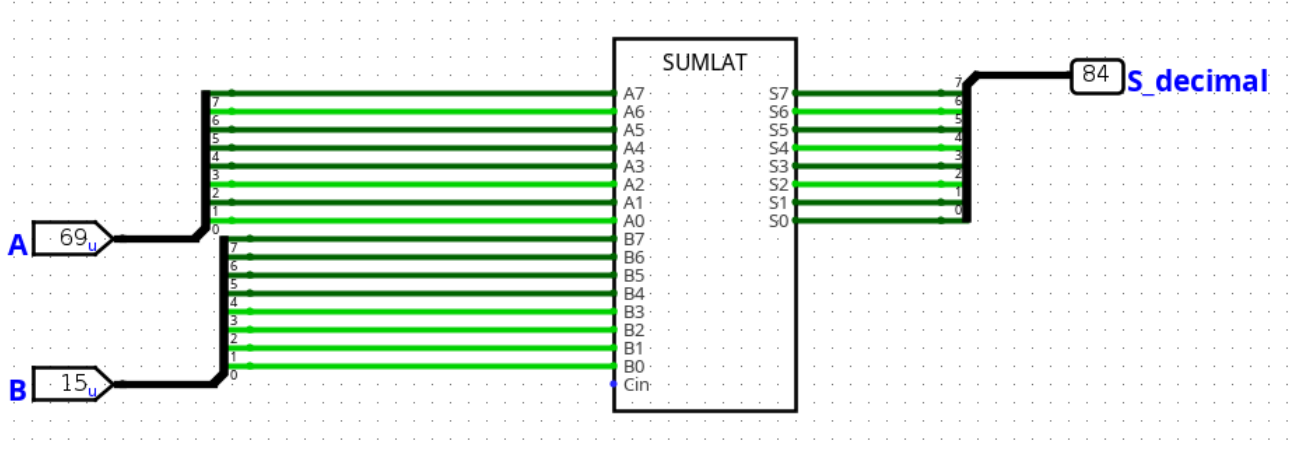 SUMLAT
84
S_decimal
7
6
5
4
3
2
1
0
A7
A6
A5
A4
A3
A2
A1
A0
B7
B6
B5
B4
B3
B2
B1
B0
Cin
S7
S6
S5
S4
S3
S2
S1
S0
7
6
5
4
3
2
1
0
A
69u
7
6
5
4
3
2
1
0
B
15u